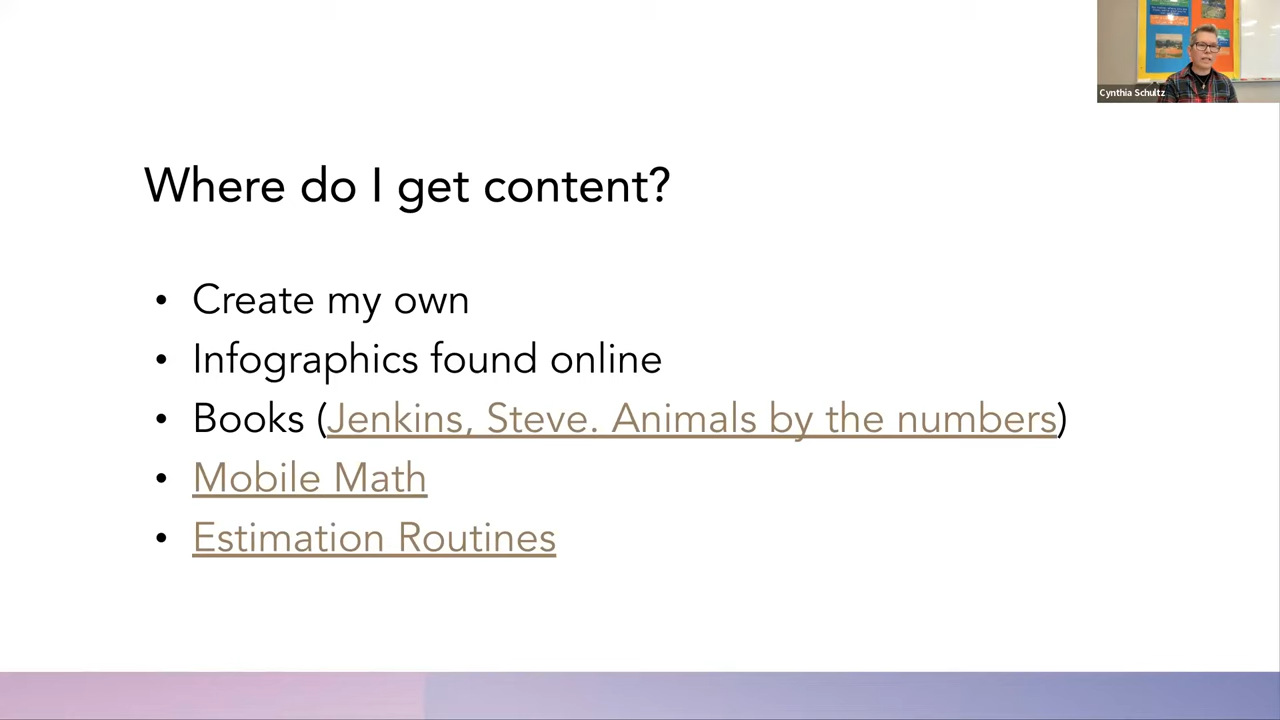 Cynthia Schultz
Where do I get content?
• Create my own
• Infographics found online
• Books (Jenkins, Steve. Animals by the numbers)
• Mobile Math
• Estimation Routines